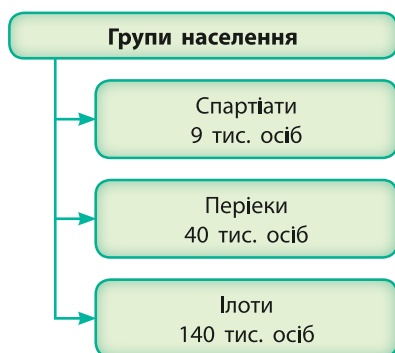 Групи населення
Спартіати
9 тис. осіб
Періеки
40 тис. осіб
Ілоти
140 тис. осіб